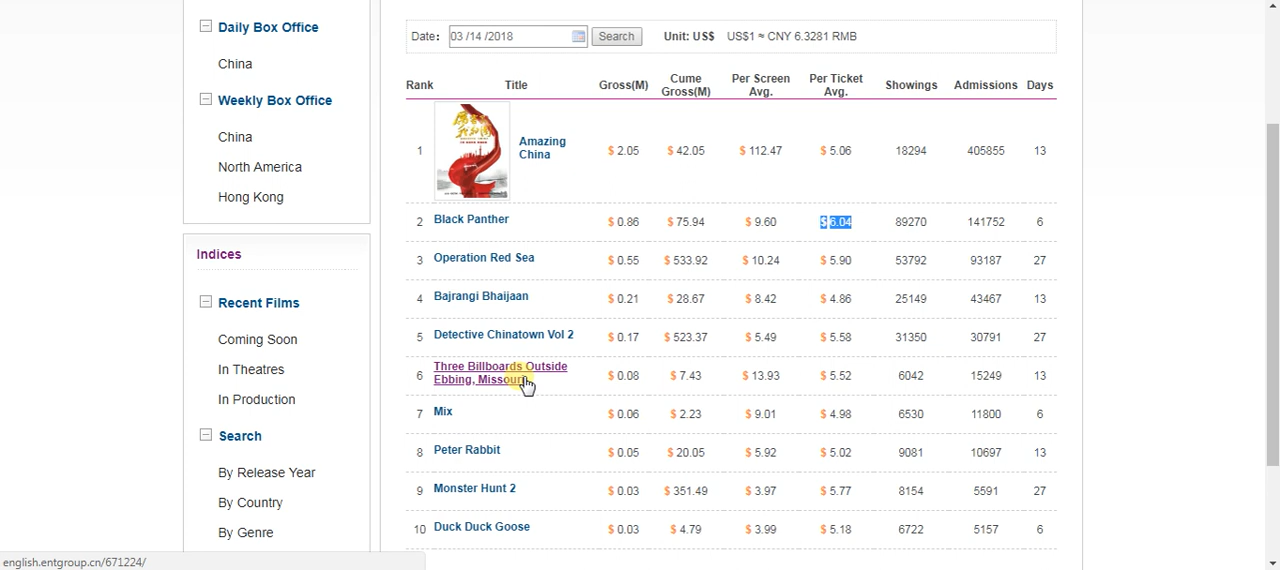 Daily Box Office
China
Weekly Box Office
China
North America
Hong Kong
Indices
Recent Films
Coming Soon
In Theatres
In Production
Search
By Release Year
By Country
By Genre
Date: 03 /14 /2018 Search Unit: US$ US$1 ≈ CNY 6.3281 RMB
Rank Title Gross(M) Cume Gross(M) Per Screen Avg. Per Ticket Avg. Showings Admissions Days
1 Amazing China $ 2.05 $ 42.05 $ 112.47 $ 5.06 18294 405855 13
2 Black Panther $ 0.86 $ 75.94 $ 9.60 $ 6.04 89270 141752 6
3 Operation Red Sea $ 0.55 $ 533.92 $ 10.24 $ 5.90 53792 93187 27
4 Bajrangi Bhaijaan $ 0.21 $ 28.67 $ 8.42 $ 4.86 25149 43467 13
5 Detective Chinatown Vol 2 $ 0.17 $ 523.37 $ 5.49 $ 5.58 31350 30791 27
6 Three Billboards Outside Ebbing, Missouri $ 0.08 $ 7.43 $ 13.93 $ 5.52 6042 15249 13
7 Mix $ 0.06 $ 2.23 $ 9.01 $ 4.98 6530 11800 6
8 Peter Rabbit $ 0.05 $ 20.05 $ 5.92 $ 5.02 9081 10697 13
9 Monster Hunt 2 $ 0.03 $ 351.49 $ 3.97 $ 5.77 8154 5591 27
10 Duck Duck Goose $ 0.03 $ 4.79 $ 3.99 $ 5.18 6722 5157 6
english.entgroup.cn/671224/